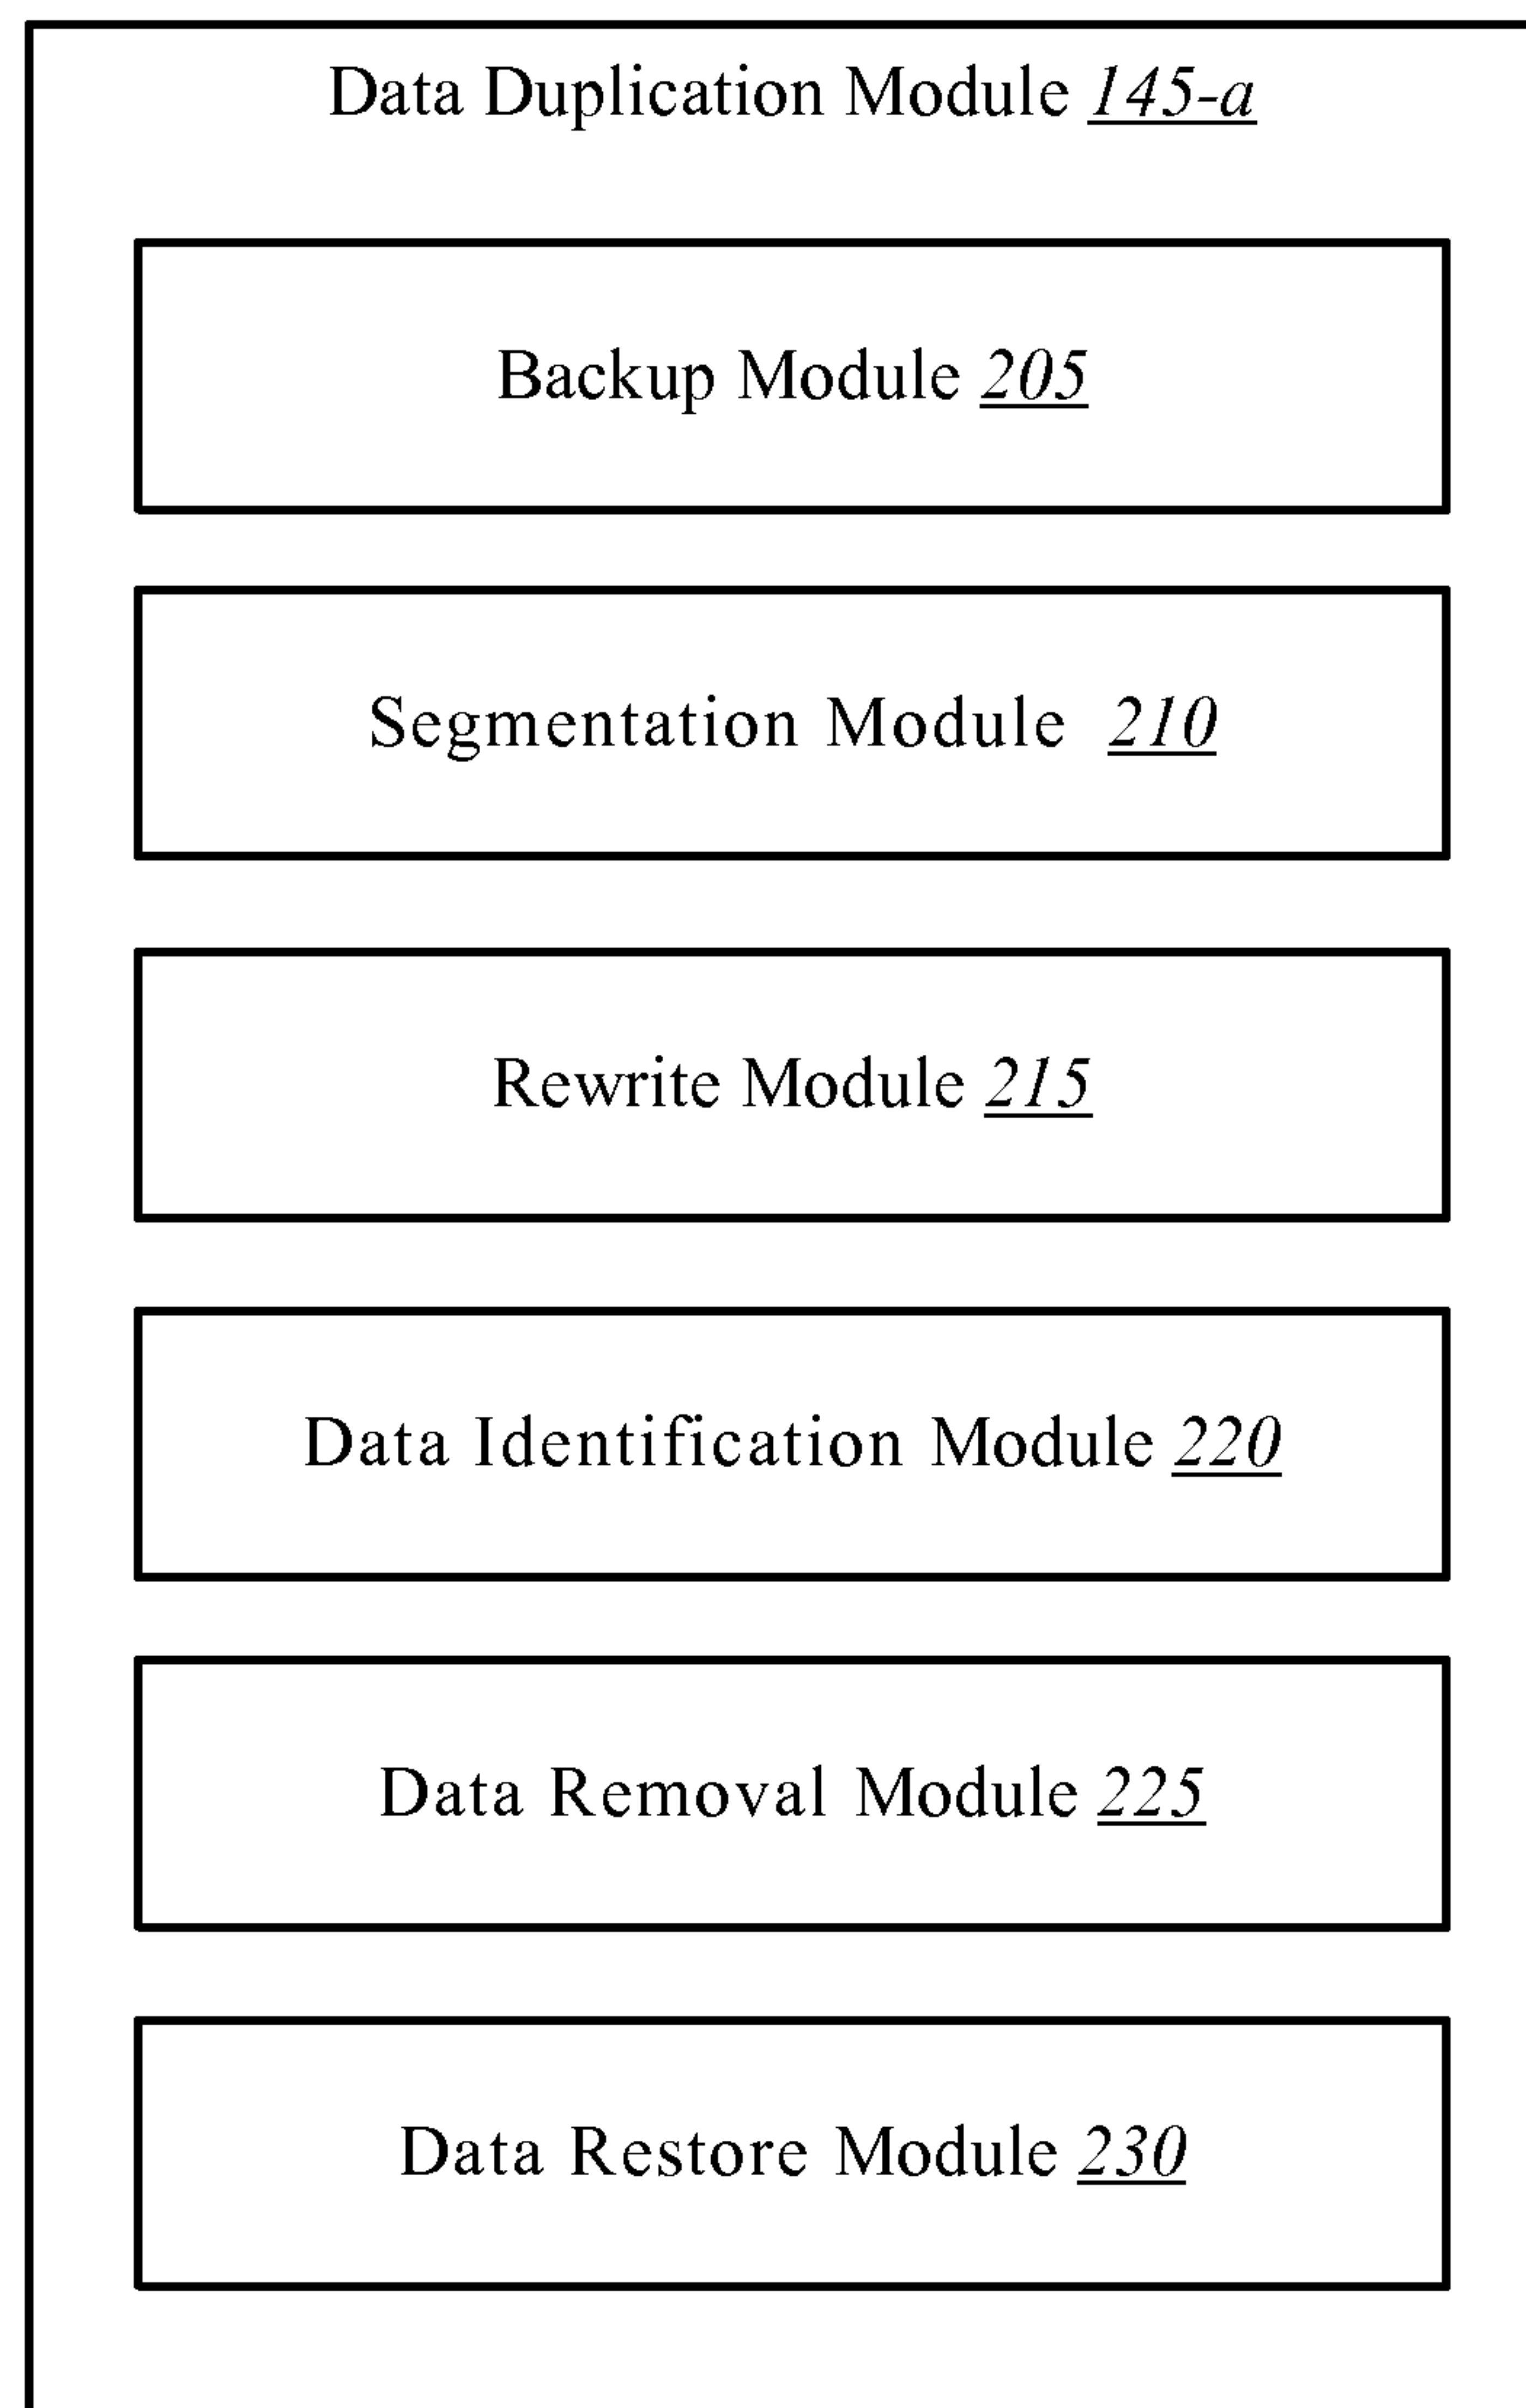 Data Duplication Module 145-a
Backup Module 205
Segmentation Module 210
Rewrite Module 215
Data Identification Module 220
Data Removal Module 225
Data Restore Module 230